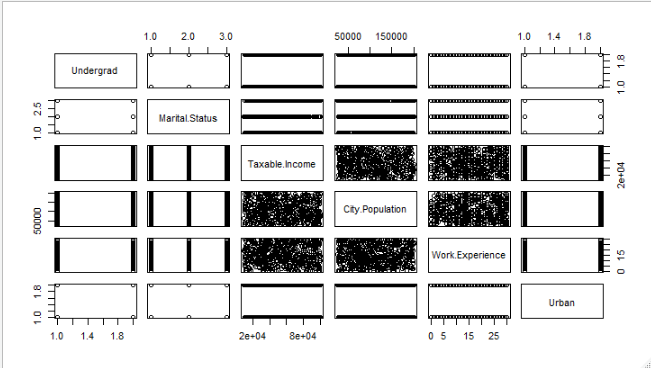 1.0 2.0 3.0 50000 150000 1.0 1.4 1.8
Undergrad
1.0 1.8
1.0 2.5
Marital.Status
Taxable.Income
2e+04
50000
City.Population
Work.Experience
0 15
1.0 1.8
Urban
1.0 1.4 1.8 2e+04 8e+04 0 5 15 25